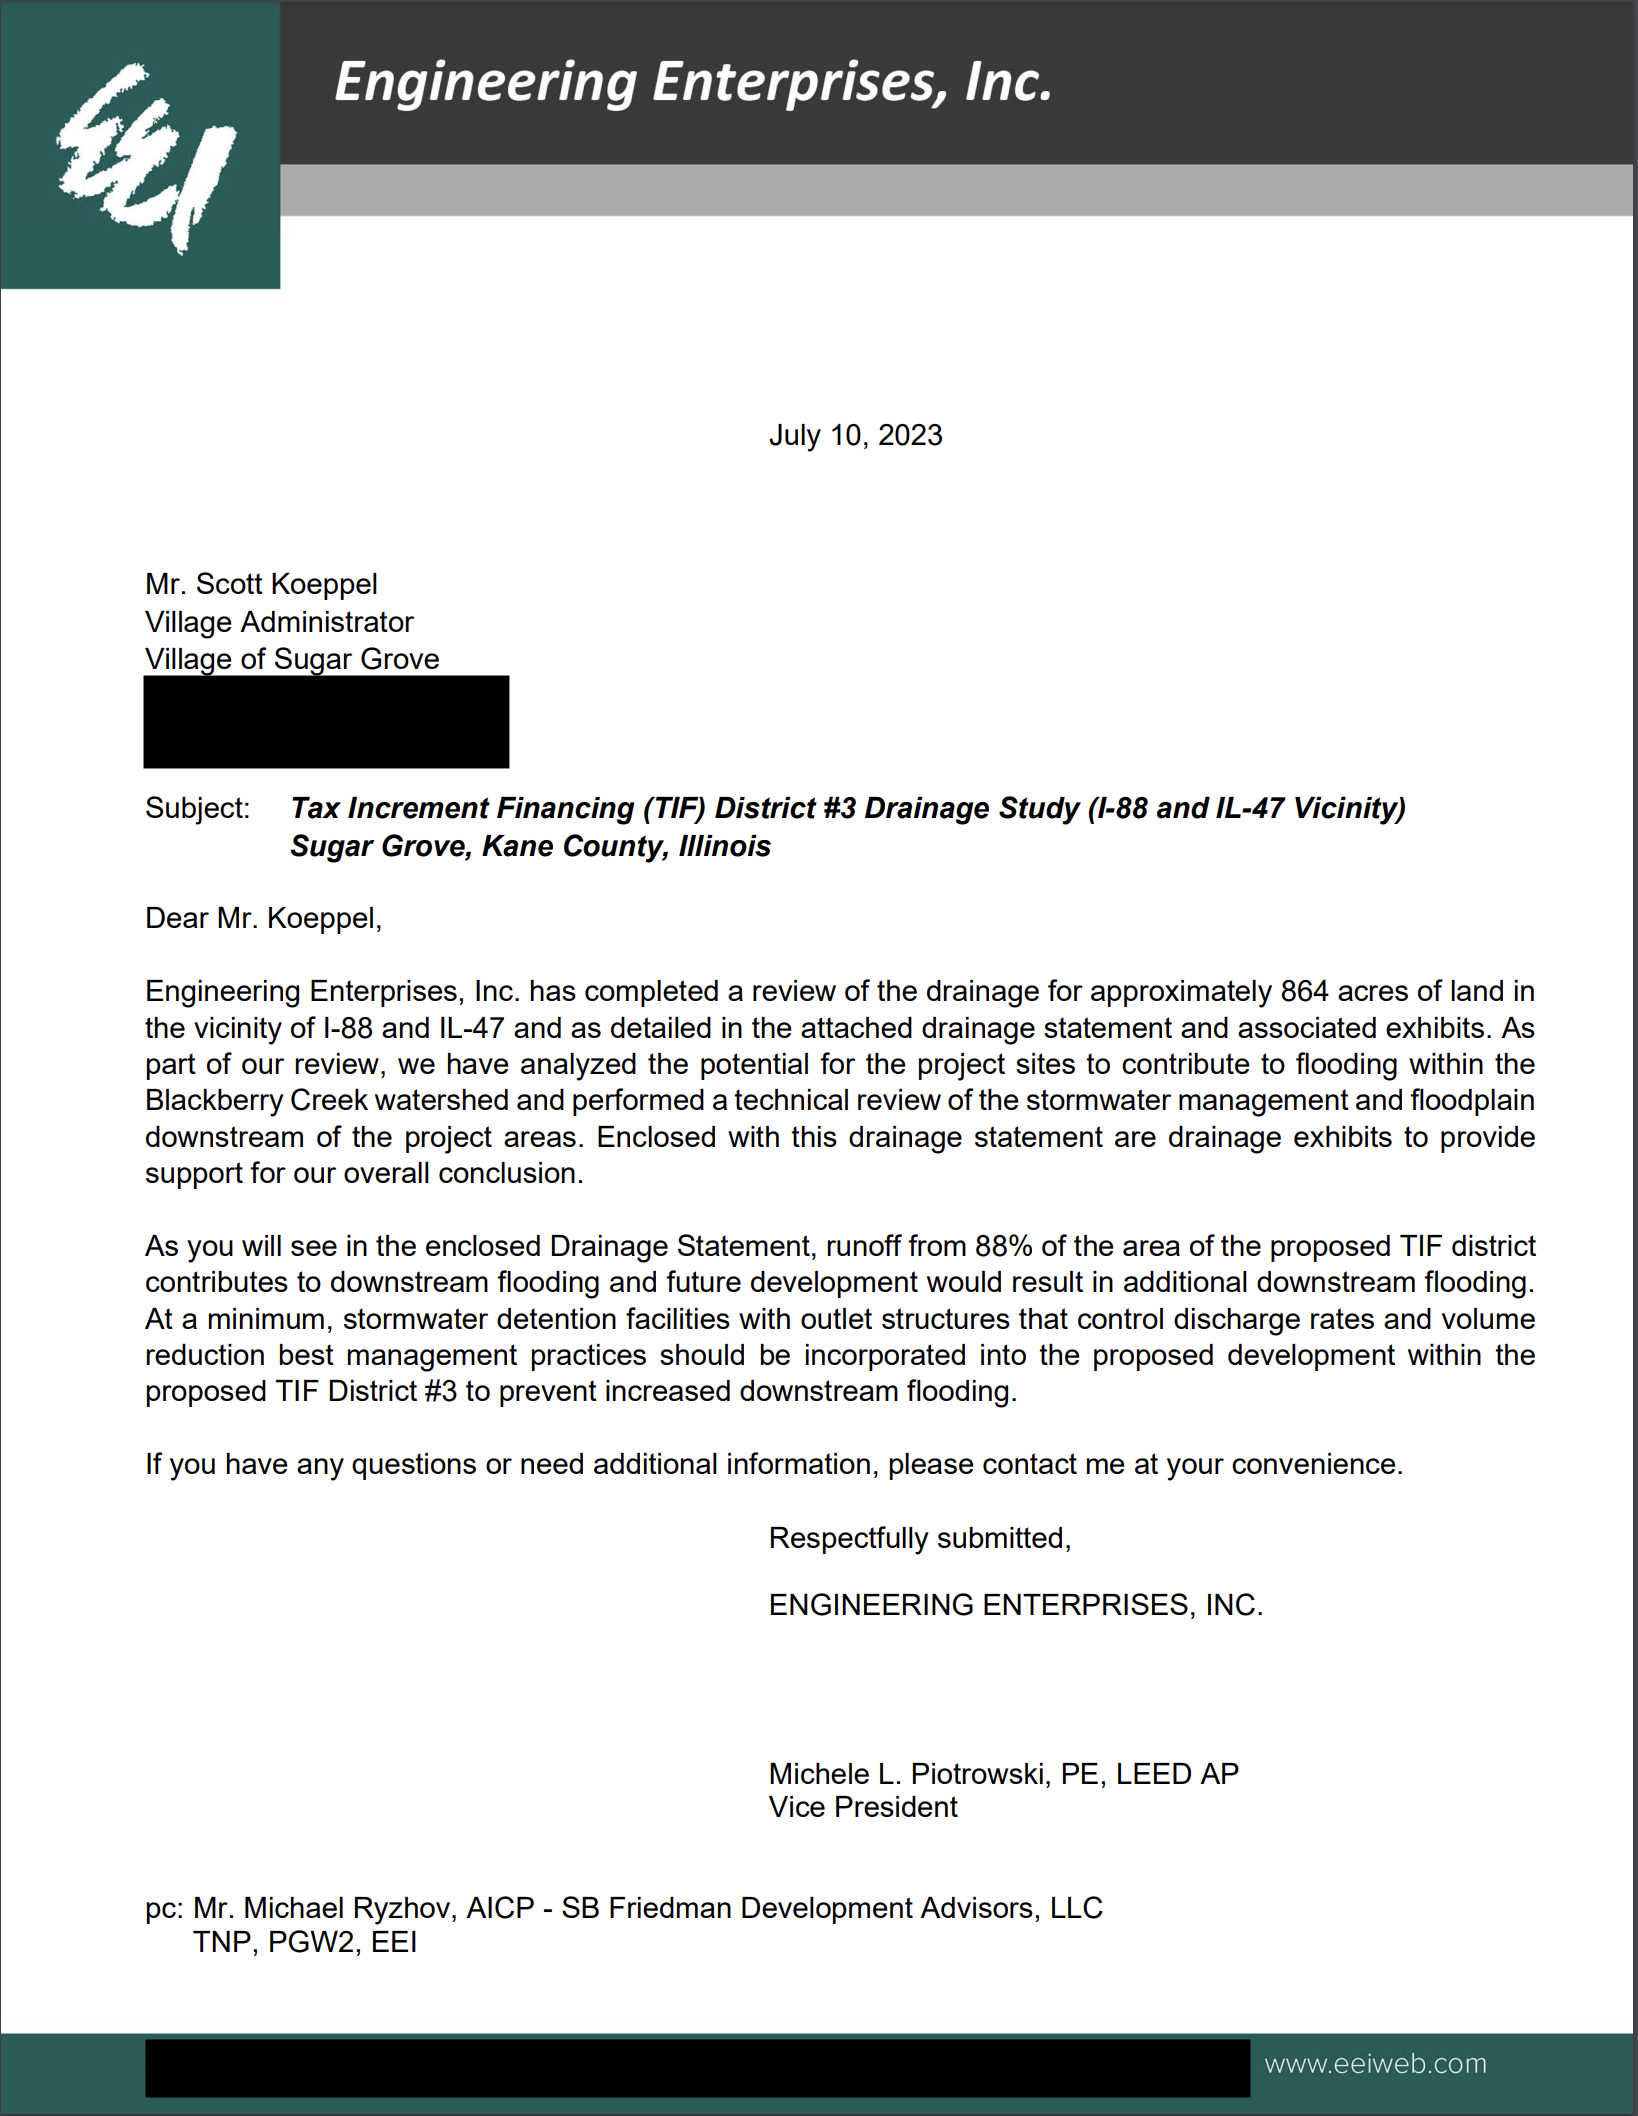 EEI
Engineering Enterprises, Inc.
July 10, 2023
Mr. Scott Koeppel
Village Administrator
Village of Sugar Grove
Subject: Tax Increment Financing (TIF) District #3 Drainage Study (I-88 and IL-47 Vicinity)
Sugar Grove, Kane County, Illinois
Dear Mr. Koeppel,
Engineering Enterprises, Inc. has completed a review of the drainage for approximately 864 acres of land in
the vicinity of I-88 and IL-47 and as detailed in the attached drainage statement and associated exhibits. As
part of our review, we have analyzed the potential for the project sites to contribute to flooding within the
Blackberry Creek watershed and performed a technical review of the stormwater management and floodplain
downstream of the project areas. Enclosed with this drainage statement are drainage exhibits to provide
support for our overall conclusion.
As you will see in the enclosed Drainage Statement, runoff from 88% of the area of the proposed TIF district
contributes to downstream flooding and future development would result in additional downstream flooding.
At a minimum, stormwater detention facilities with outlet structures that control discharge rates and volume
reduction best management practices should be incorporated into the proposed development within the
proposed TIF District #3 to prevent increased downstream flooding.
If you have any questions or need additional information, please contact me at your convenience.
Respectfully submitted,
ENGINEERING ENTERPRISES, INC.
Michele L. Piotrowski, PE, LEED AP
Vice President
pc: Mr. Michael Ryzhov, AICP - SB Friedman Development Advisors, LLC
TNP, PGW2, EEI
www.eeiweb.com